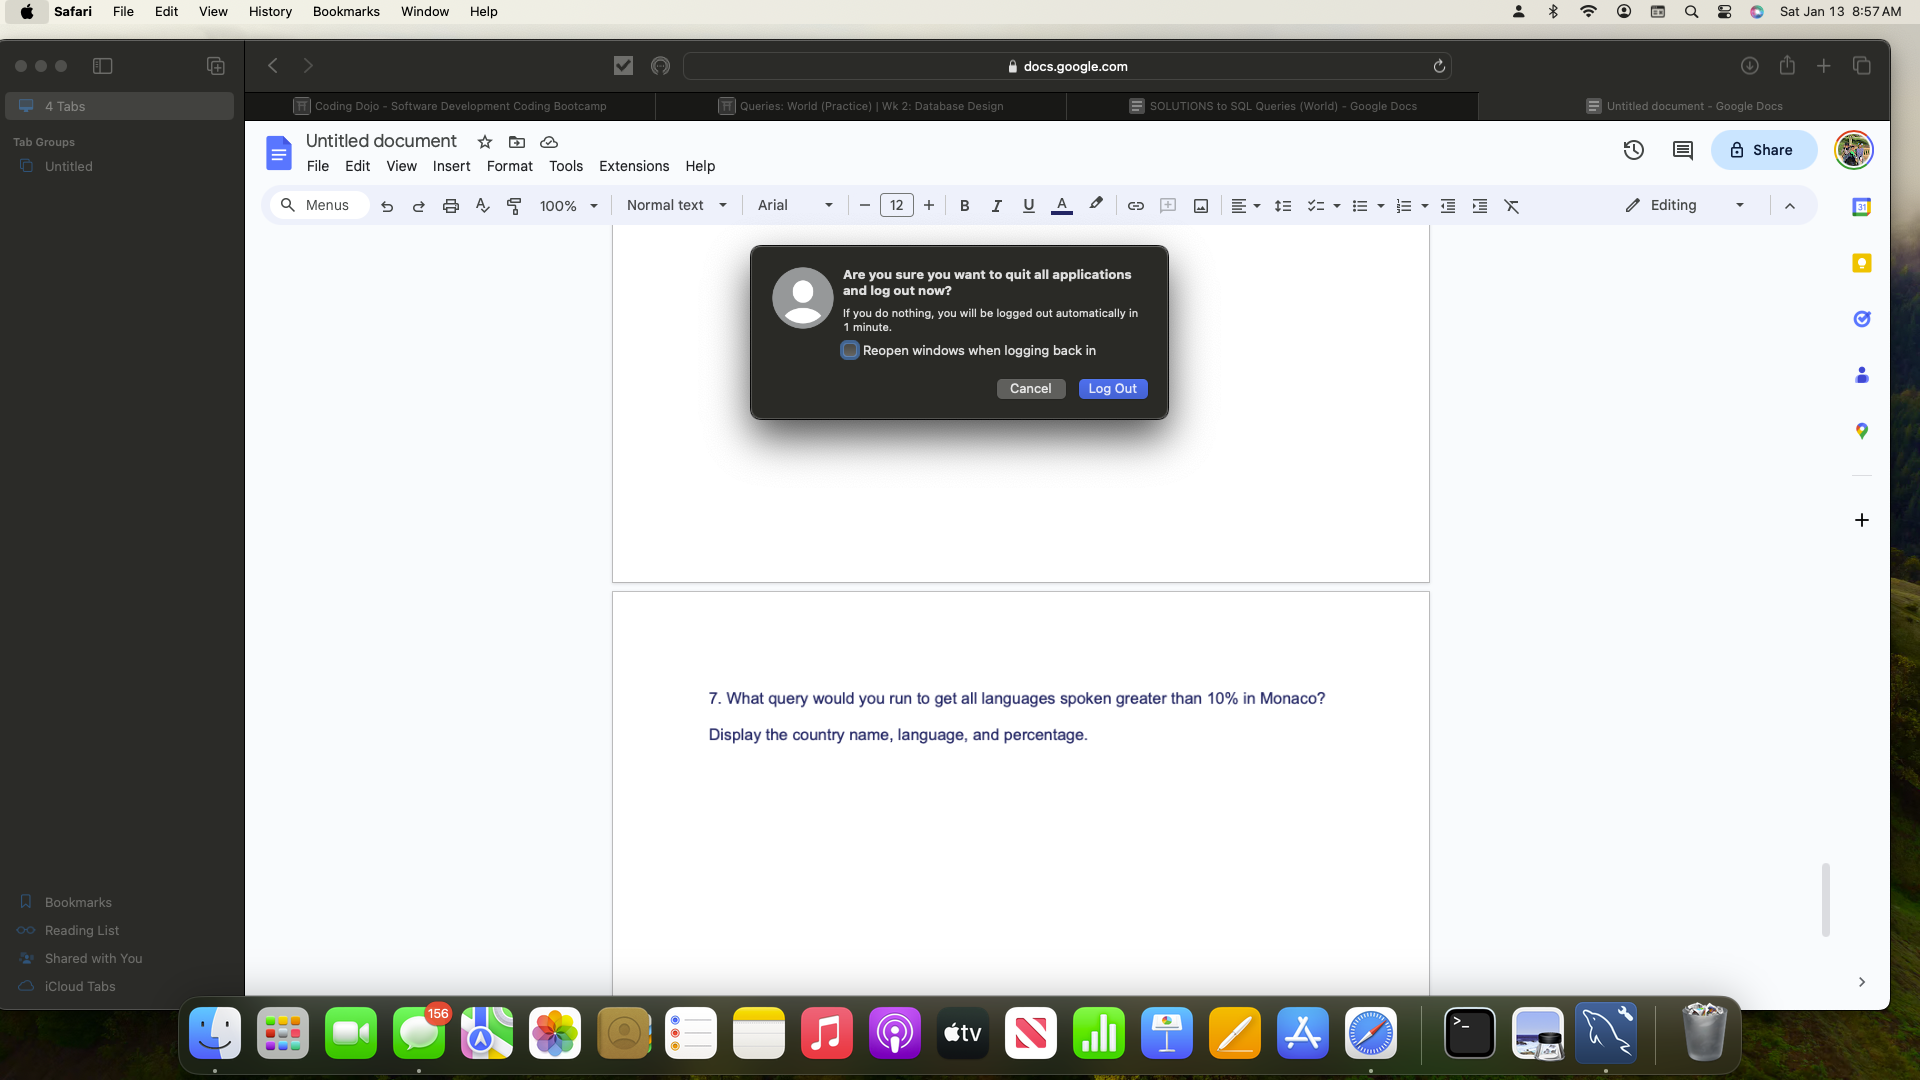 Safari File Edit View History Bookmarks Window Help Sat Jan 13 8:57 AM
docs.google.com
4 Tabs
Tab Groups
Untitled
Bookmarks
Reading List
Shared with You
iCloud Tabs
Coding Dojo - Software Development Coding Bootcamp
Queries: World (Practice) | Wk 2: Database Design
SOLUTIONS to SQL Queries (World) - Google Docs
Untitled document - Google Docs
Untitled document
File Edit View Insert Format Tools Extensions Help
Share
Menus 100% Normal text Arial 12 B I U A Editing
31
Are you sure you want to quit all applications
and log out now?
If you do nothing, you will be logged out automatically in
1 minute.
Reopen windows when logging back in
Cancel Log Out
7. What query would you run to get all languages spoken greater than 10% in Monaco?
Display the country name, language, and percentage.
156
tv
>_